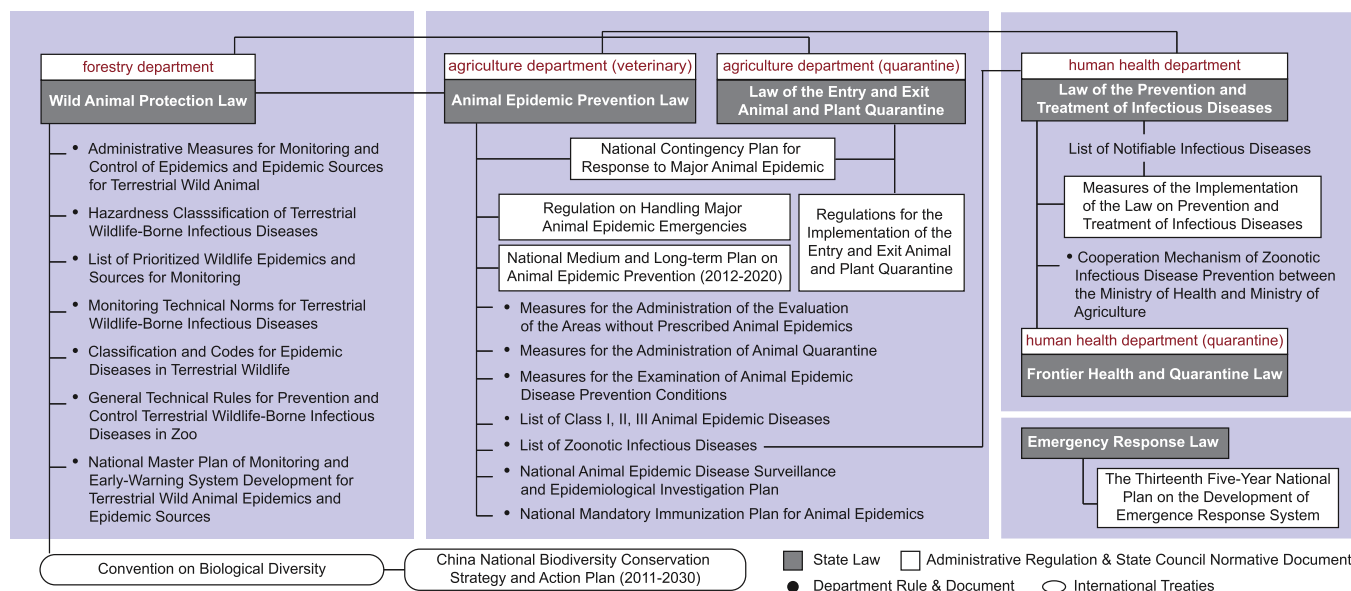 forestry department
Wild Animal Protection Law
• Administrative Measures for Monitoring and
Control of Epidemics and Epidemic Sources
for Terrestrial Wild Animal
• Hazardness Classsification of Terrestrial
Wildlife-Borne Infectious Diseases
• List of Prioritized Wildlife Epidemics and
Sources for Monitoring
• Monitoring Technical Norms for Terrestrial
Wildlife-Borne Infectious Diseases
• Classification and Codes for Epidemic
Diseases in Terrestrial Wildlife
• General Technical Rules for Prevention and
Control Terrestrial Wildlife-Borne Infectious
Diseases in Zoo
• National Master Plan of Monitoring and
Early-Warning System Development for
Terrestrial Wild Animal Epidemics and
Epidemic Sources
agriculture department (veterinary)
Animal Epidemic Prevention Law
agriculture department (quarantine)
Law of the Entry and Exit
Animal and Plant Quarantine
National Contingency Plan for
Response to Major Animal Epidemic
Regulation on Handling Major
Animal Epidemic Emergencies
National Medium and Long-term Plan on
Animal Epidemic Prevention (2012-2020)
Regulations for the
Implementation of the
Entry and Exit Animal
and Plant Quarantine
• Measures for the Administration of the Evaluation
of the Areas without Prescribed Animal Epidemics
• Measures for the Administration of Animal Quarantine
• Measures for the Examination of Animal Epidemic
Disease Prevention Conditions
• List of Class I, II, III Animal Epidemic Diseases
• List of Zoonotic Infectious Diseases
• National Animal Epidemic Disease Surveillance
and Epidemiological Investigation Plan
• National Mandatory Immunization Plan for Animal Epidemics
human health department
Law of the Prevention and
Treatment of Infectious Diseases
List of Notifiable Infectious Diseases
Measures of the Implementation
of the Law on Prevention and
Treatment of Infectious Diseases
• Cooperation Mechanism of Zoonotic
Infectious Disease Prevention between
the Ministry of Health and Ministry of
Agriculture
human health department (quarantine)
Frontier Health and Quarantine Law
Emergency Response Law
The Thirteenth Five-Year National
Plan on the Development of
Emergence Response System
Convention on Biological Diversity
China National Biodiversity Conservation
Strategy and Action Plan (2011-2030)
State Law
Administrative Regulation & State Council Normative Document
Department Rule & Document
International Treaties